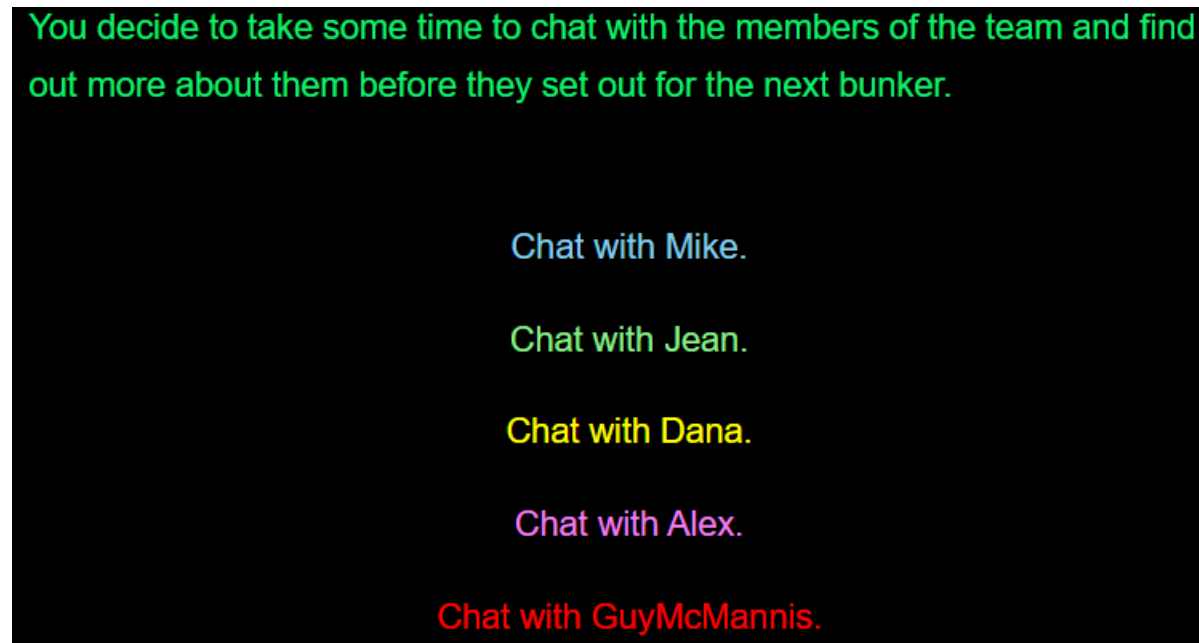 You decide to take some time to chat with the members of the team and find
out more about them before they set out for the next bunker.
Chat with Mike.
Chat with Jean.
Chat with Dana.
Chat with Alex.
Chat with GuyMcMannis.